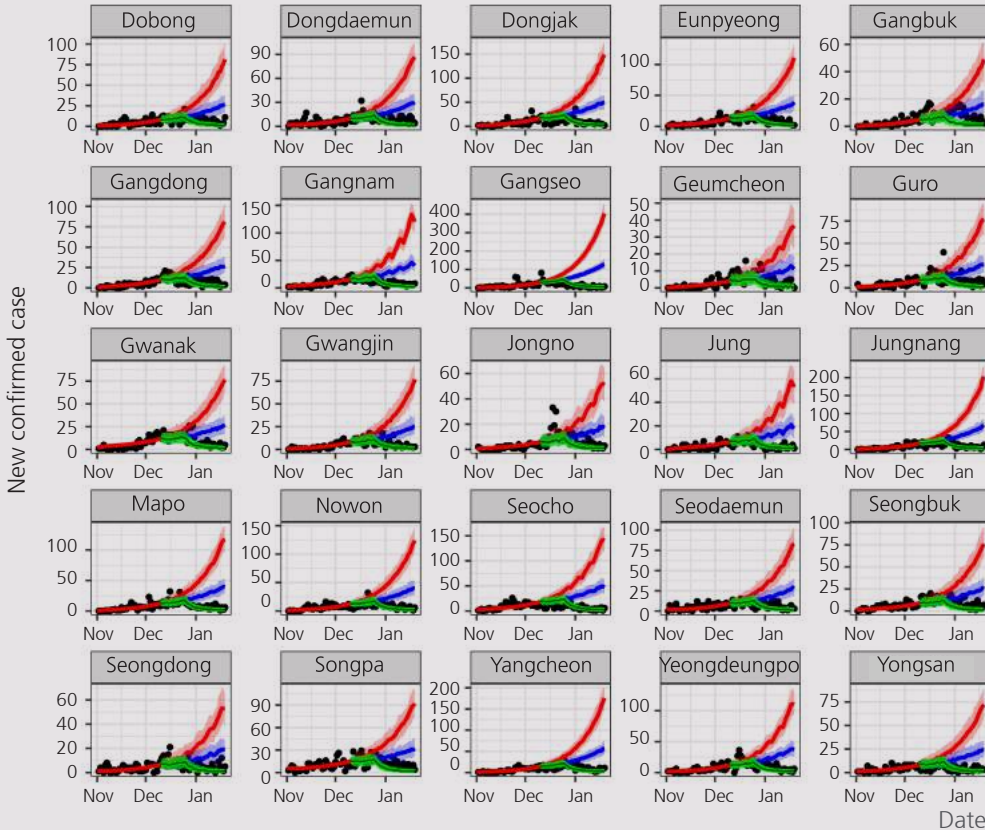 Dobong Dongdaemun Dongjak Eunpyeong Gangbuk
100 75 50 25 0
90 60 30 0
150 100 50 0
100 50 0
60 40 20 0
Nov Dec Jan Nov Dec Jan Nov Dec Jan Nov Dec Jan Nov Dec Jan
Gangdong Gangnam Gangseo Geumcheon Guro
100 75 50 25 0
150 100 50 0
400 300 200 100 0
50 40 30 20 10 0
75 50 25 0
Nov Dec Jan Nov Dec Jan Nov Dec Jan Nov Dec Jan Nov Dec Jan
Gwanak Gwangjin Jongno Jung Jungnang
75 50 25 0
75 50 25 0
60 40 20 0
60 40 20 0
200 150 100 50 0
Nov Dec Jan Nov Dec Jan Nov Dec Jan Nov Dec Jan Nov Dec Jan
Mapo Nowon Seocho Seodaemun Seongbuk
100 50 0
150 100 50 0
150 100 50 0
100 75 50 25 0
100 75 50 25 0
Nov Dec Jan Nov Dec Jan Nov Dec Jan Nov Dec Jan Nov Dec Jan
Seongdong Songpa Yangcheon Yeongdeungpo Yongsan
60 40 20 0
90 60 30 0
200 150 100 50 0
100 50 0
75 50 25 0
Nov Dec Jan Nov Dec Jan Nov Dec Jan Nov Dec Jan Nov Dec Jan
New confirmed case
Date